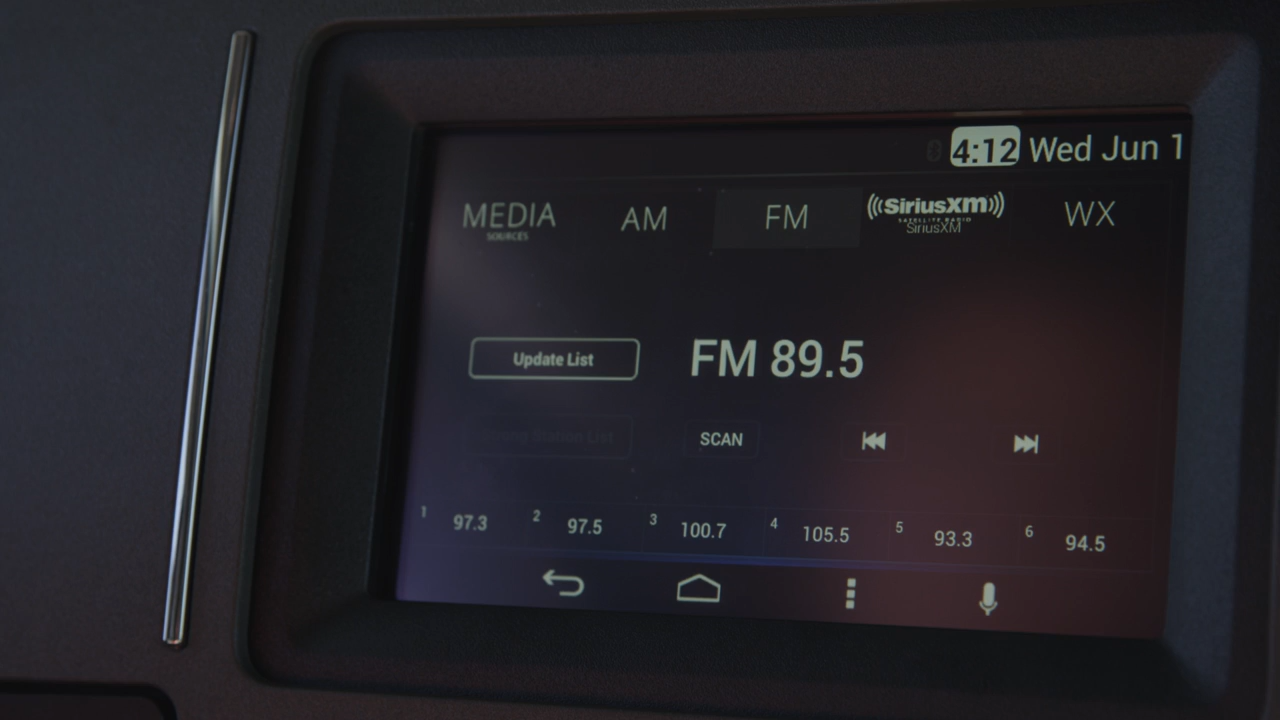 4:12 Wed Jun 1
MEDIA AM FM SiriusXM WX
SOURCES SATELLITE RADIO
SiriusXM
Update List FM 89.5
Station List SCAN
1 97.3 2 97.5 3 100.7 4 105.5 5 93.3 6 94.5